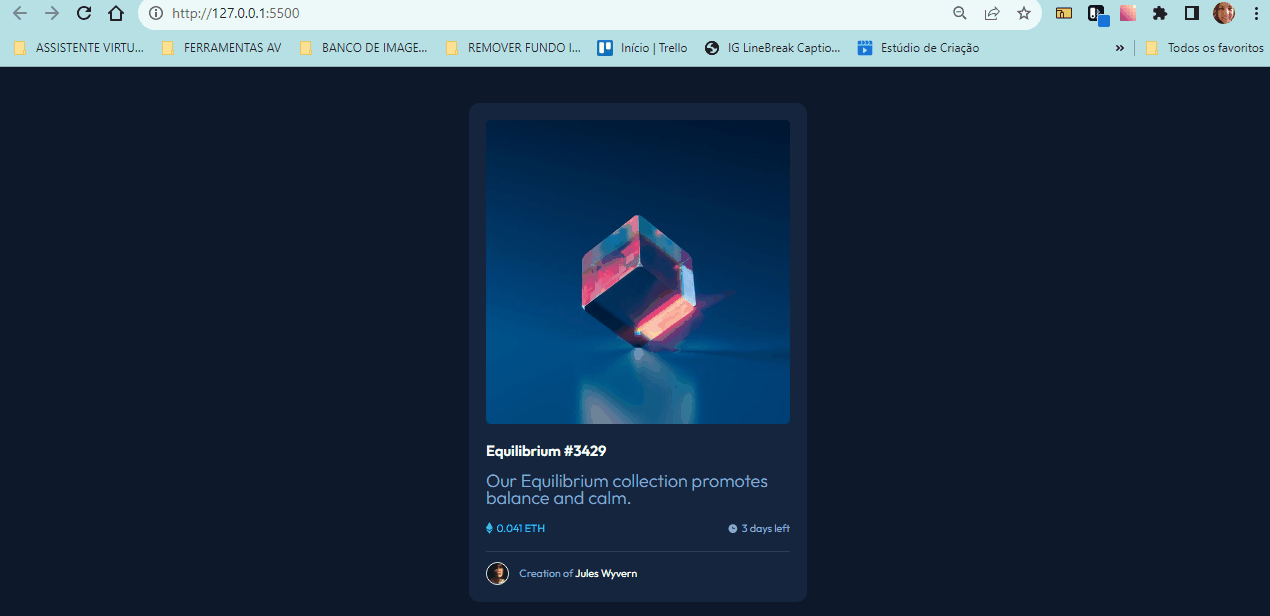 http://127.0.0.1:5500
ASSISTENTE VIRTU... FERRAMENTAS AV BANCO DE IMAGE... REMOVER FUNDO I... Início | Trello IG LineBreak Captio... Estúdio de Criação » Todos os favoritos
Equilibrium #3429
Our Equilibrium collection promotes
balance and calm.
0.041 ETH 3 days left
Creation of Jules Wyvern